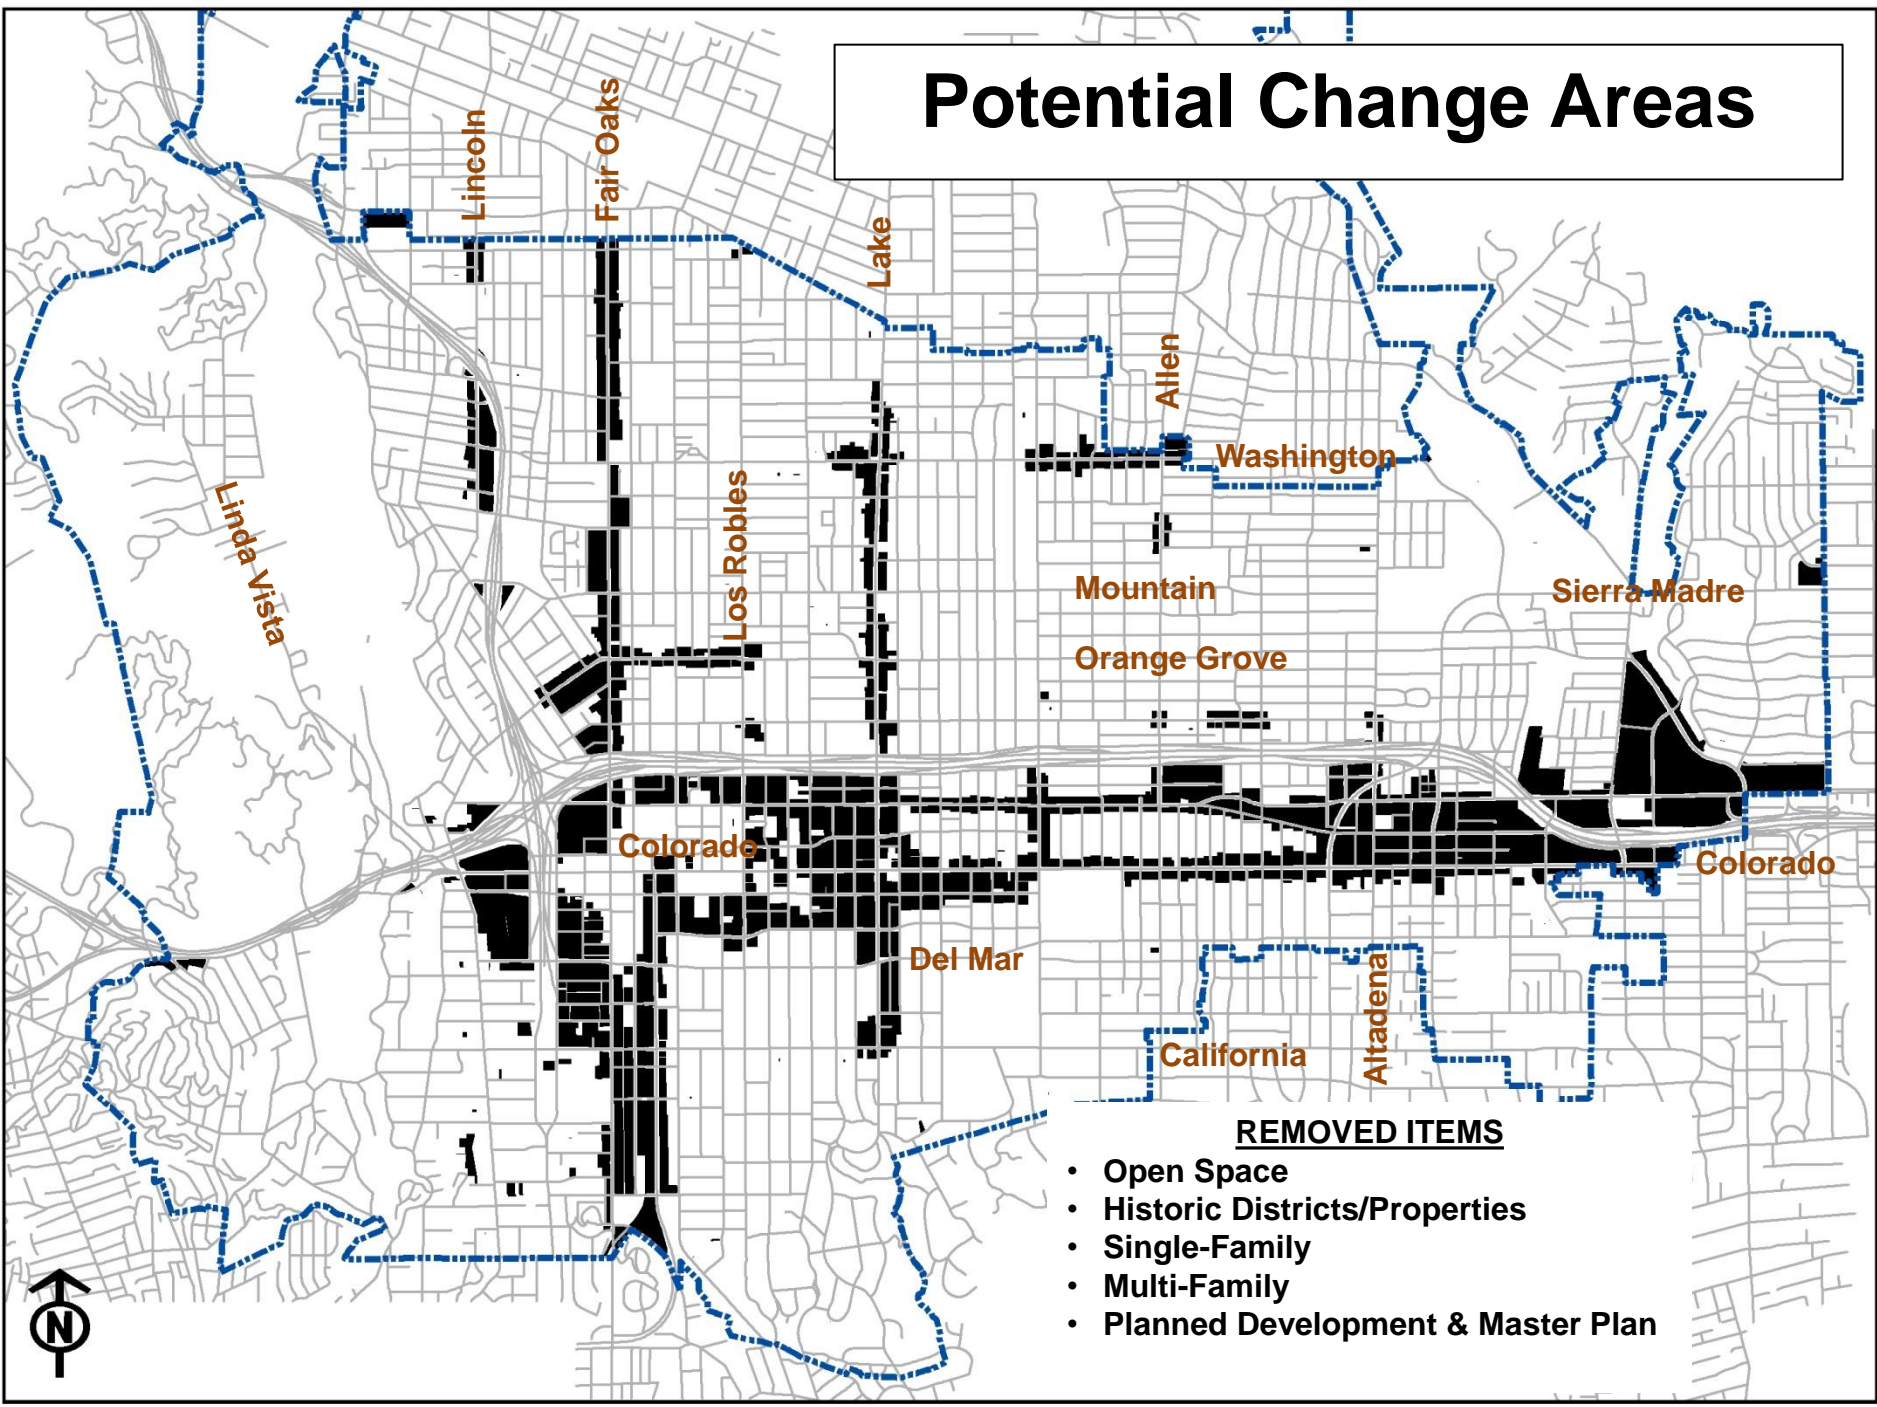 Potential Change Areas
Lincoln
Fair Oaks
Lake
Allen
Washington
Linda Vista
Los Robles
Mountain
Sierra Madre
Orange Grove
Colorado
Colorado
Del Mar
Altadena
California
REMOVED ITEMS
• Open Space
• Historic Districts/Properties
• Single-Family
• Multi-Family
• Planned Development & Master Plan
N